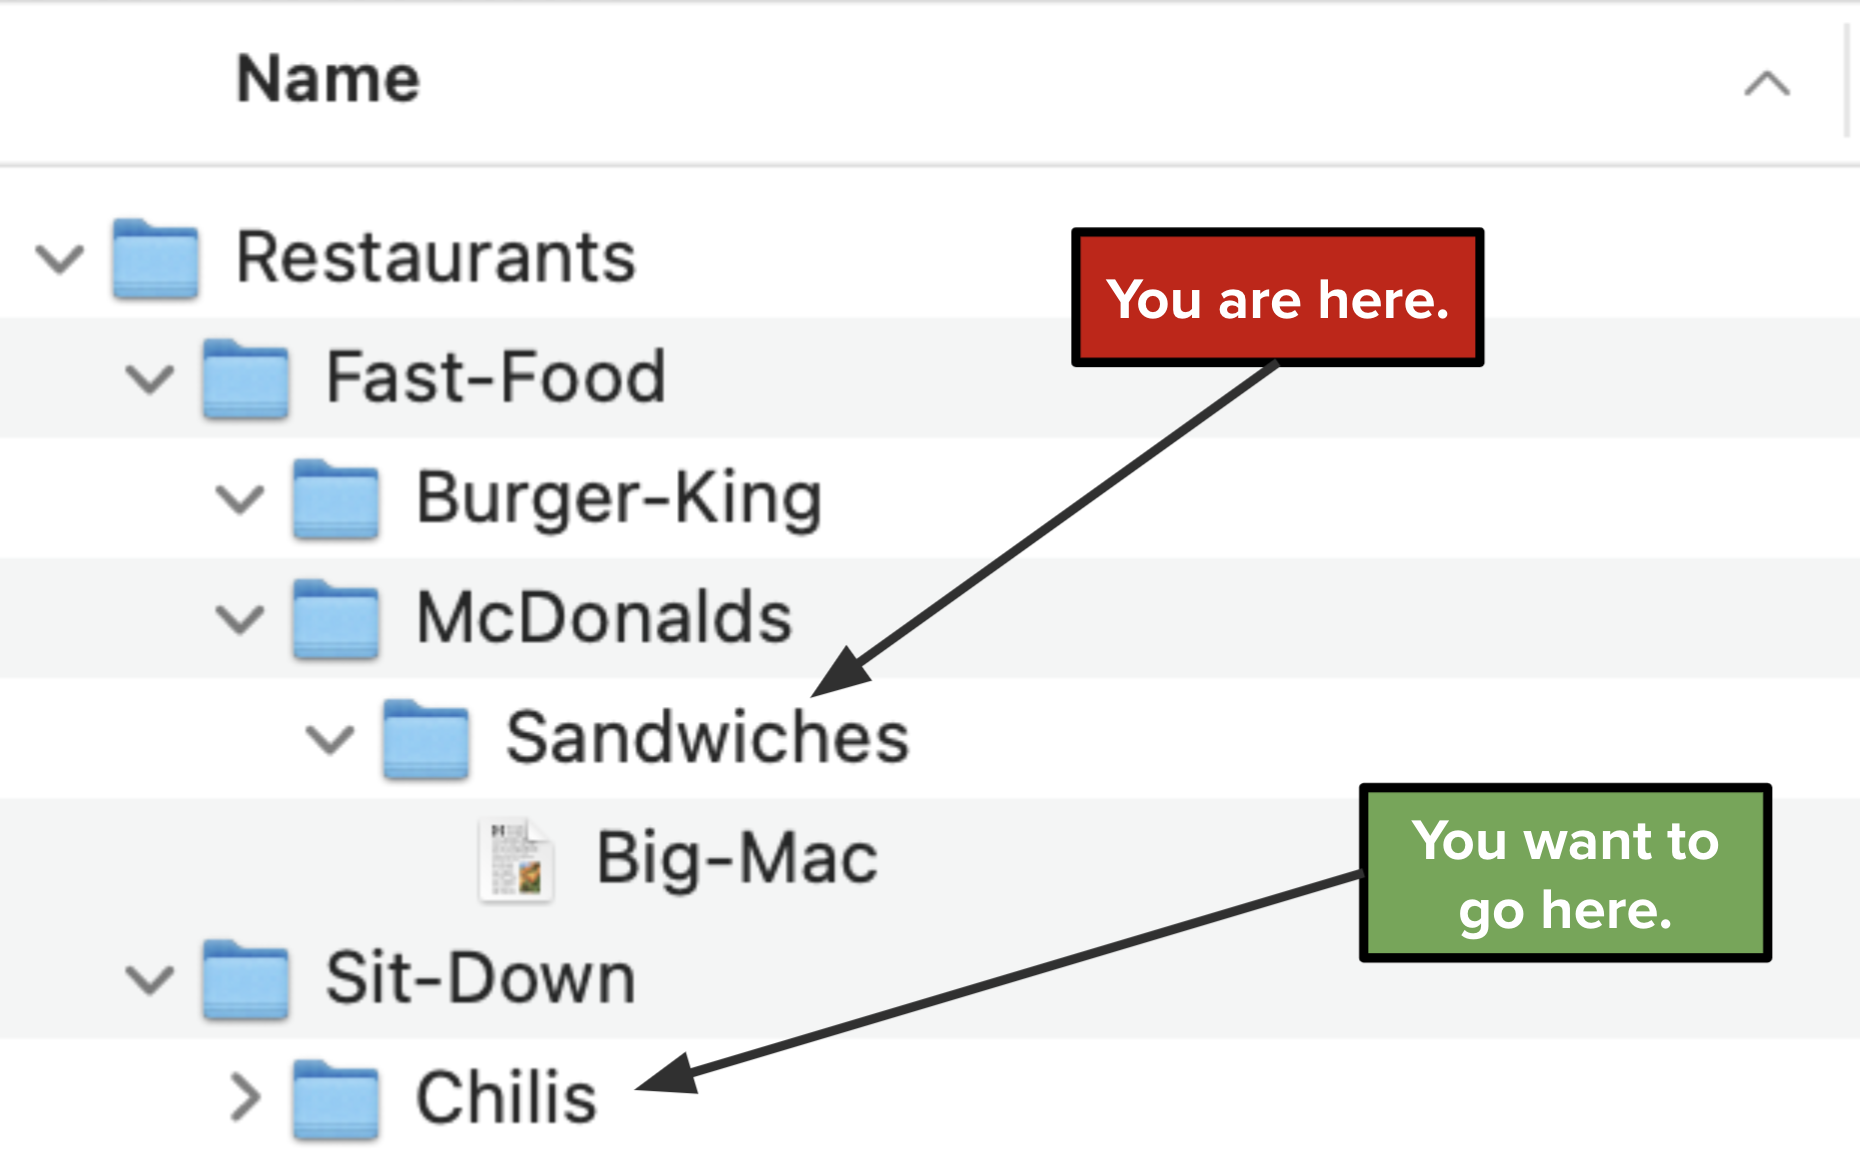 Name
Restaurants
You are here.
Fast-Food
Burger-King
McDonalds
Sandwiches
Big-Mac
You want to
go here.
Sit-Down
Chilis